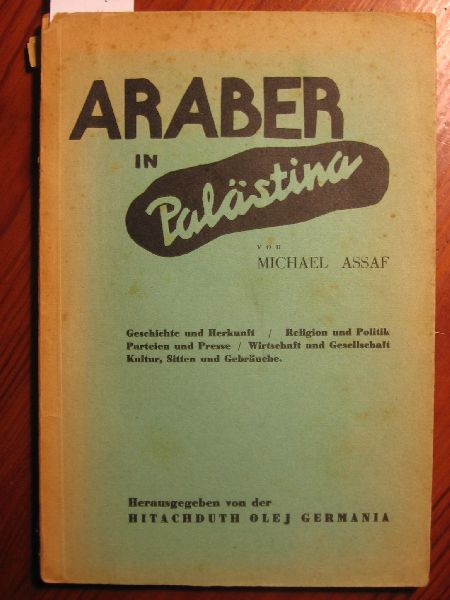 ARABER
IN
Palästina
von
MICHAEL ASSAF
Geschichte und Herkunft / Religion und Politik
Parteien und Presse / Wirtschaft und Gesellschaft
Kultur, Sitten und Gebräuche.
Herausgegeben von der
HITACHDUTH OLEJ GERMANIA